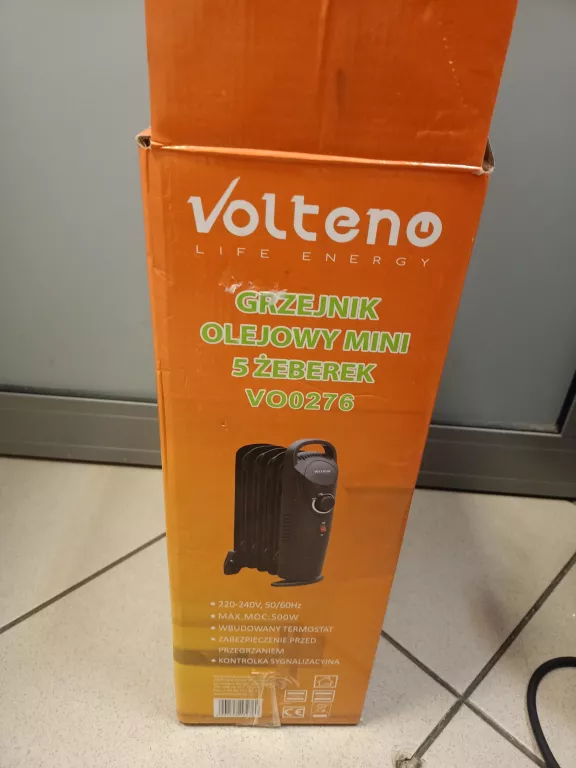 Volteno
LIFE ENERGY
GRZEJNIK
OLEJOWY MINI
5 ŻEBEREK
VO0276
• 220-240V, 50/60Hz
• MAX.MOC:500W
• WBUDOWANY TERMOSTAT
• ZABEZPIECZENIE PRZED
PRZEGRZANIEM
• KONTROLKA SYGNALIZACYJNA
CE